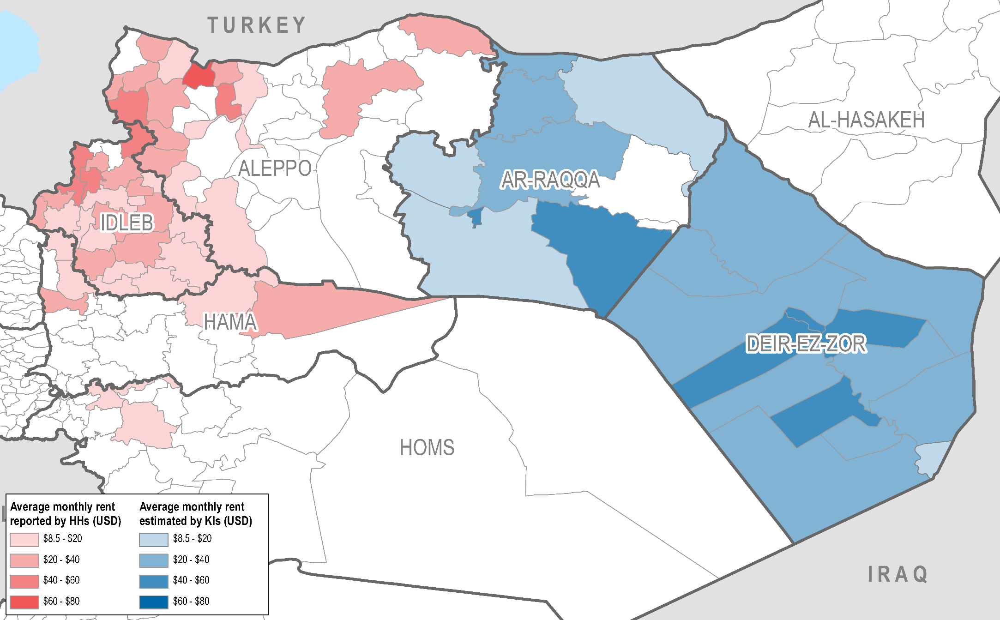 TURKEY
AL-HASAKEH
ALEPPO
AR-RAQQA
IDLEB
HAMA
DEIR-EZ-ZOR
HOMS
IRAQ
L
Average monthly rent
reported by HHs (USD)
$8.5 - $20
$20 - $40
$40 - $60
$60 - $80
Average monthly rent
estimated by KIs (USD)
$8.5 - $20
$20 - $40
$40 - $60
$60 - $80